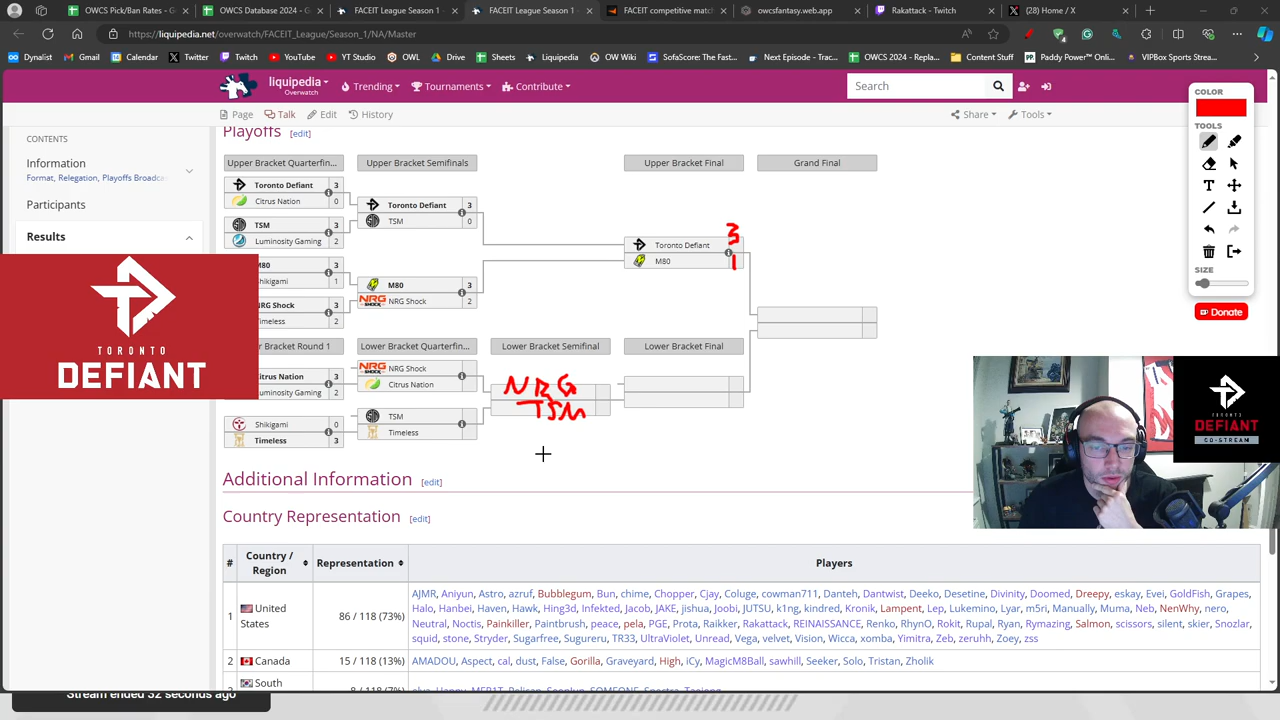 OWCS Pick/Ban Rates - G
OWCS Database 2024 - G
FACEIT League Season 1
FACEIT League Season 1
FACEIT competitive mat
owcsfantasy.web.app
Rakattack - Twitch
(28) Home / X
https://liquipedia.net/overwatch/FACEIT_League/Season_1/NA/Master
Dynalist
Gmail
Calendar
Twitter
Twitch
YouTube
OWL
Drive
Sheets
Liquipedia
OW Wiki
SofaScore: The Fast...
Next Episode - Trac...
OWCS 2024 - Repla...
Content Stuff
Paddy Power™ Onli...
VIPBox Sports Strea...
liquipedia
Overwatch
Trending
Tournaments
Contribute
Search
Page
Talk
Edit
History
Share
Tools
CONTENTS
Information
Format, Relegation, Playoffs Broadca
Participants
Results
Playoffs [edit]
Upper Bracket Quarterfin...
Upper Bracket Semifinals
Upper Bracket Final
Grand Final
Toronto Defiant 3
Citrus Nation 0
TSM 3
Luminosity Gaming 2
M80 3
Shikigami 1
NRG Shock 3
Timeless 2
Toronto Defiant 3
TSM 0
M80 3
NRG Shock 2
Toronto Defiant 3
M80 1
Bracket Round 1
Lower Bracket Quarterfin...
Lower Bracket Semifinal
Lower Bracket Final
Citrus Nation 3
Luminosity Gaming 2
Shikigami 0
Timeless 3
NRG Shock
Citrus Nation
TSM
Timeless
NRG
TSM
TORONTO
DEFIANT
Additional Information [edit]
Country Representation [edit]
# Country / Region Representation Players
1 United States 86 / 118 (73%)
AJMR, Aniyun, Astro, azruf, Bubblegum, Bun, chime, Chopper, Cjay, Coluge, cowman711, Danteh, Dantwist, Deeko, Desetine, Divinity, Doomed, Dreepy, eskay, Evei, GoldFish, Grapes,
Halo, Hanbei, Haven, Hawk, Hing3d, Infekted, Jacob, JAKE, jishua, Joobi, JUTSU, k1ng, kindred, Kronik, Lampent, Lep, Lukemino, Lyar, m5ri, Manually, Muma, Neb, NenWhy, nero,
Neutral, Noctis, Painkiller, Paintbrush, peace, pela, PGE, Prota, Raikker, Rakattack, REINAISSANCE, Renko, RhynO, Rokit, Rupal, Ryan, Rymazing, Salmon, scissors, silent, skier, Snozlar,
squid, stone, Stryder, Sugarfree, Sugureru, TR33, UltraViolet, Unread, Vega, velvet, Vision, Wicca, xomba, Yimitra, Zeb, zeruhh, Zoey, zss
2 Canada 15 / 118 (13%)
AMADOU, Aspect, cal, dust, False, Gorilla, Graveyard, High, iCy, MagicM8Ball, sawhill, Seeker, Solo, Tristan, Zholik
South
COLOR
TOOLS
SIZE
Donate
TORONTO
DEFIANT
CO-STREAM
Stream ended 32 seconds ago